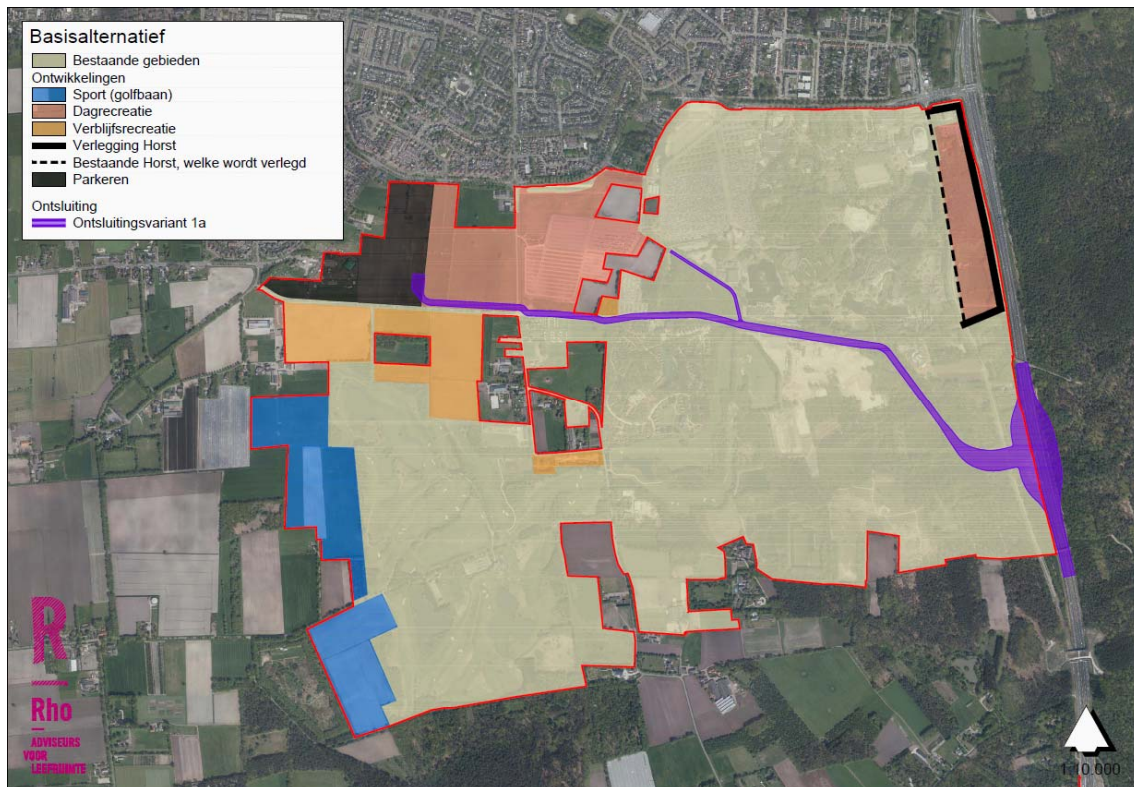 Basisalternatief
Bestaande gebieden
Ontwikkelingen
Sport (golfbaan)
Dagrecreatie
Verblijfsrecreatie
Verlegging Horst
Bestaande Horst, welke wordt verlegd
Parkeren
Ontsluiting
Ontsluitingsvariant 1a
R
Rho
ADVISEURS
VOOR
LEEFRUIMTE
1:10.000